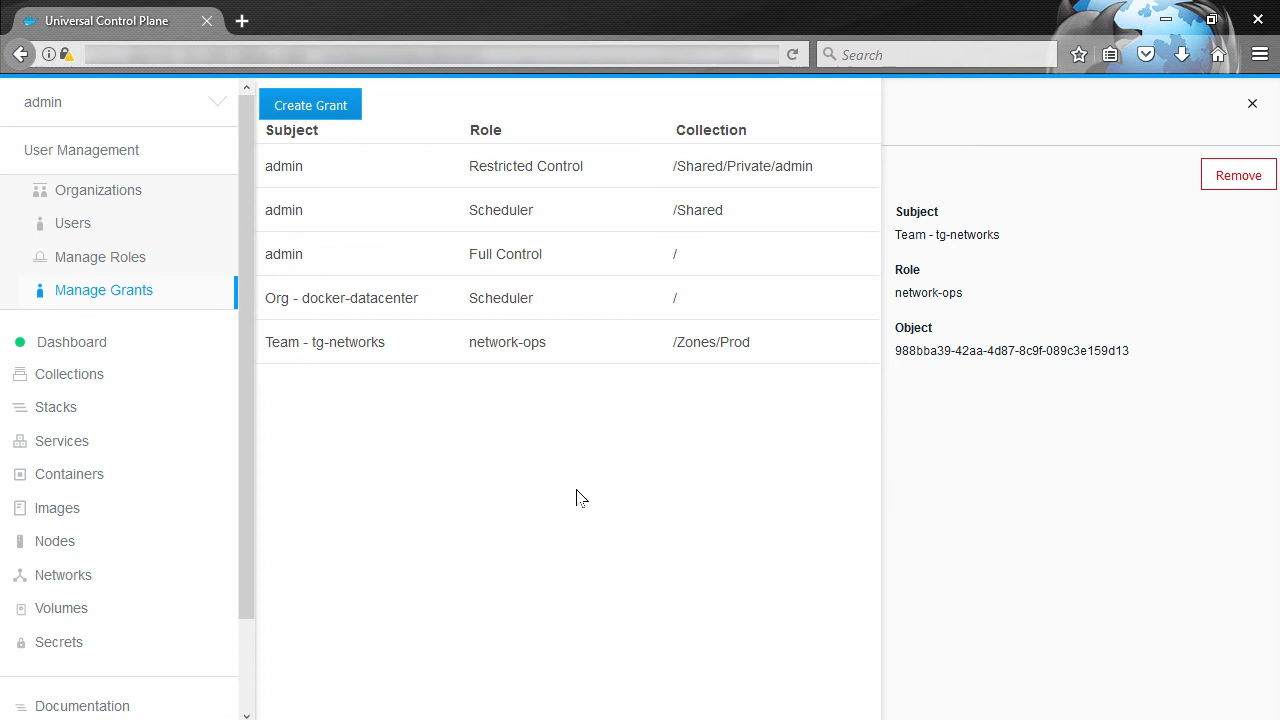 Universal Control Plane
Search
admin
User Management
Organizations
Users
Manage Roles
Manage Grants
Dashboard
Collections
Stacks
Services
Containers
Images
Nodes
Networks
Volumes
Secrets
Documentation
Create Grant
Subject Role Collection
admin Restricted Control /Shared/Private/admin
admin Scheduler /Shared
admin Full Control /
Org - docker-datacenter Scheduler /
Team - tg-networks network-ops /Zones/Prod
Remove
Subject
Team - tg-networks
Role
network-ops
Object
988bba39-42aa-4d87-8c9f-089c3e159d13